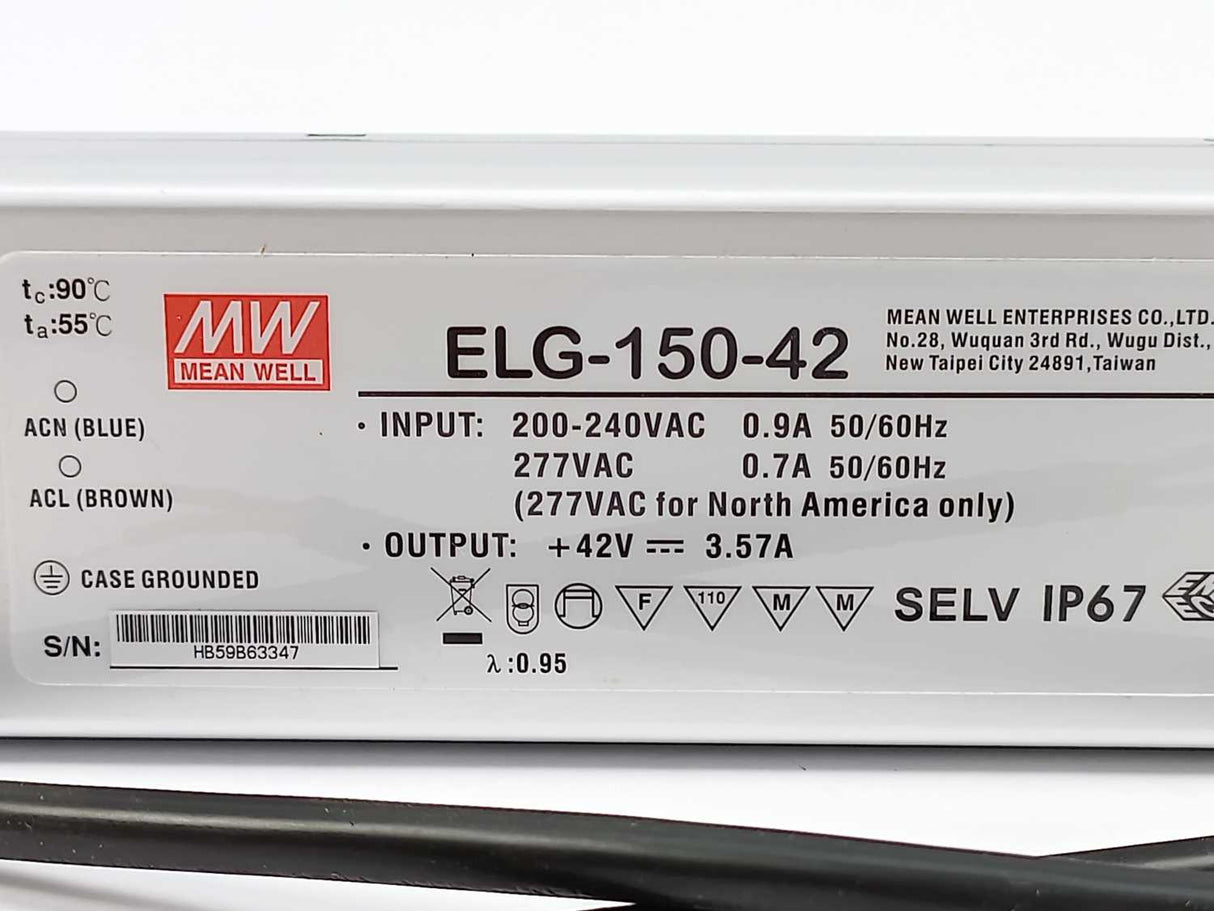 tc:90℃
ta:55℃
MW
MEAN WELL
ELG-150-42
MEAN WELL ENTERPRISES CO.,LTD.
No.28, Wuquan 3rd Rd., Wugu Dist.,
New Taipei City 24891,Taiwan
ACN (BLUE)
ACL (BROWN)
· INPUT: 200-240VAC 0.9A 50/60Hz
277VAC 0.7A 50/60Hz
(277VAC for North America only)
· OUTPUT: +42V ⎓ 3.57A
CASE GROUNDED
F 110 M M SELV IP67
S/N: HB59B63347
λ:0.95